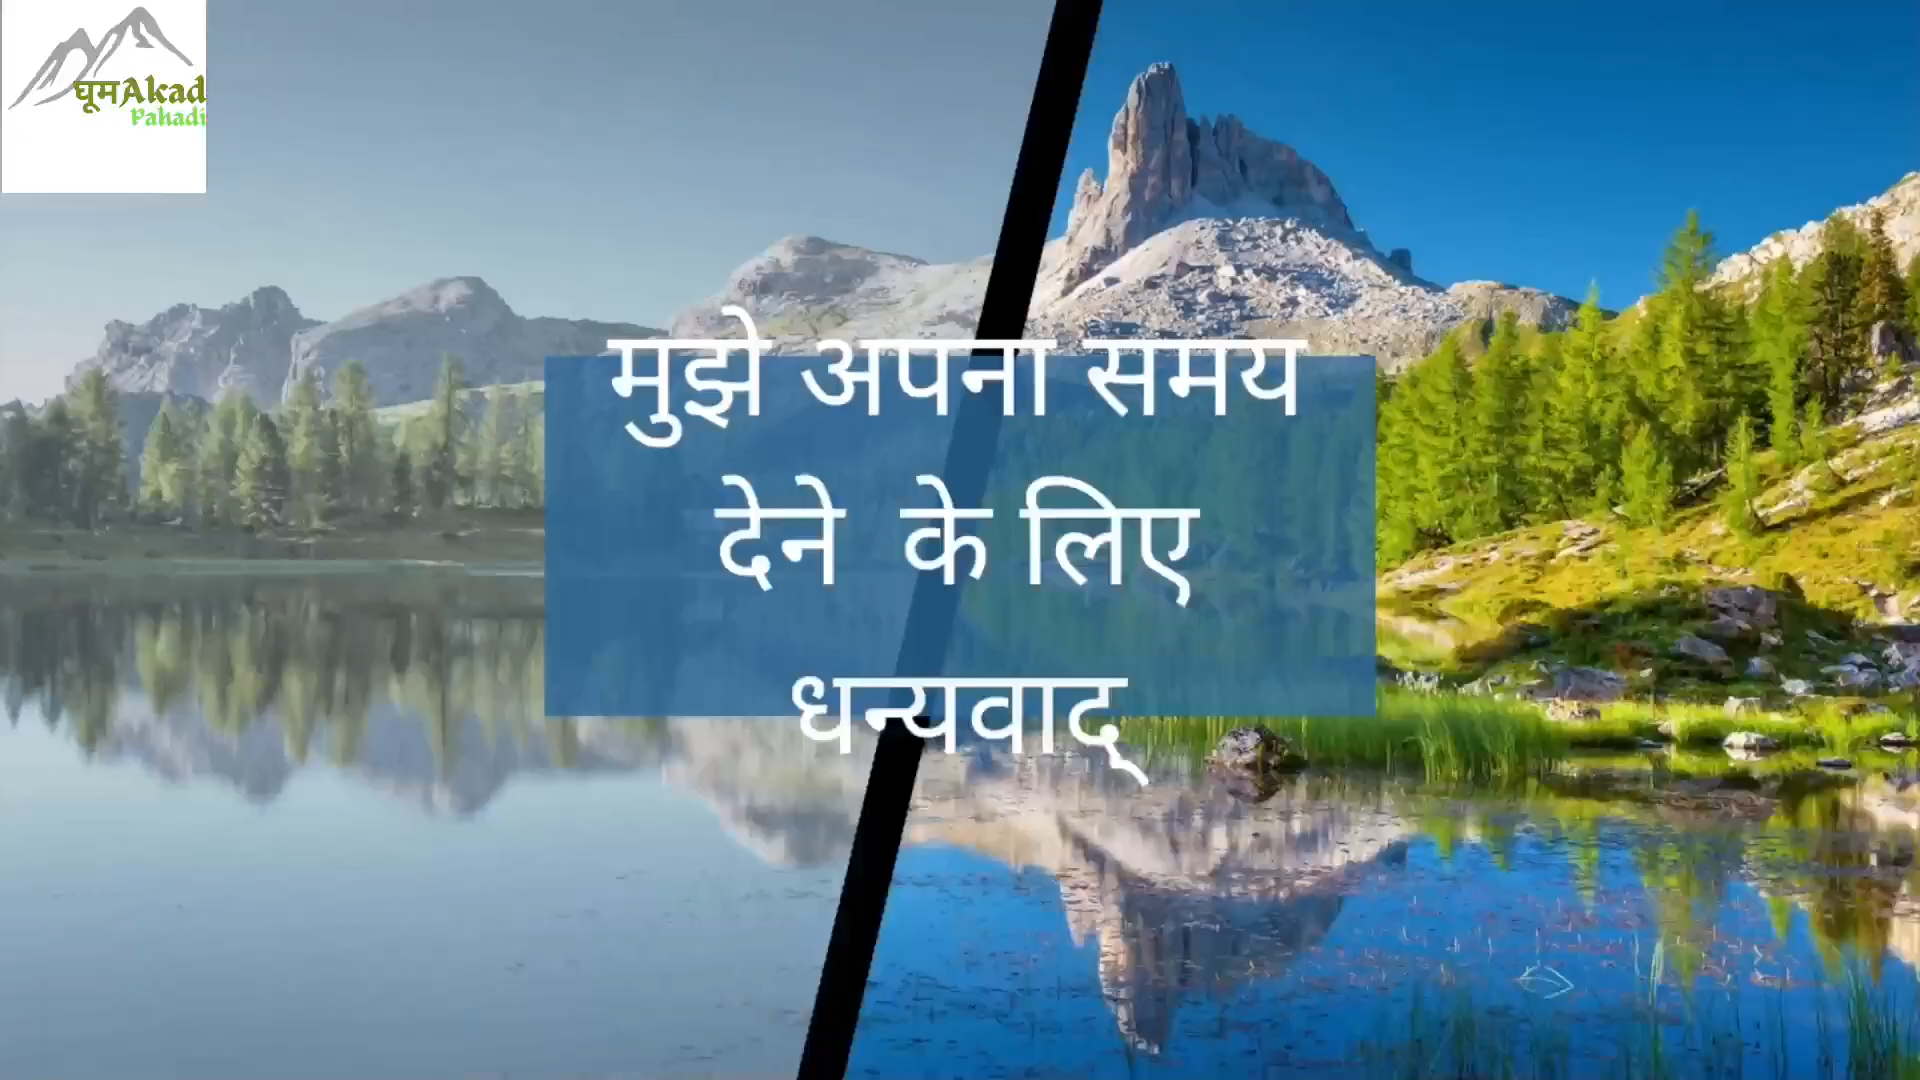 घूमAkad
Pahadi
मुझे अपना समय
देने के लिए
धन्यवाद्